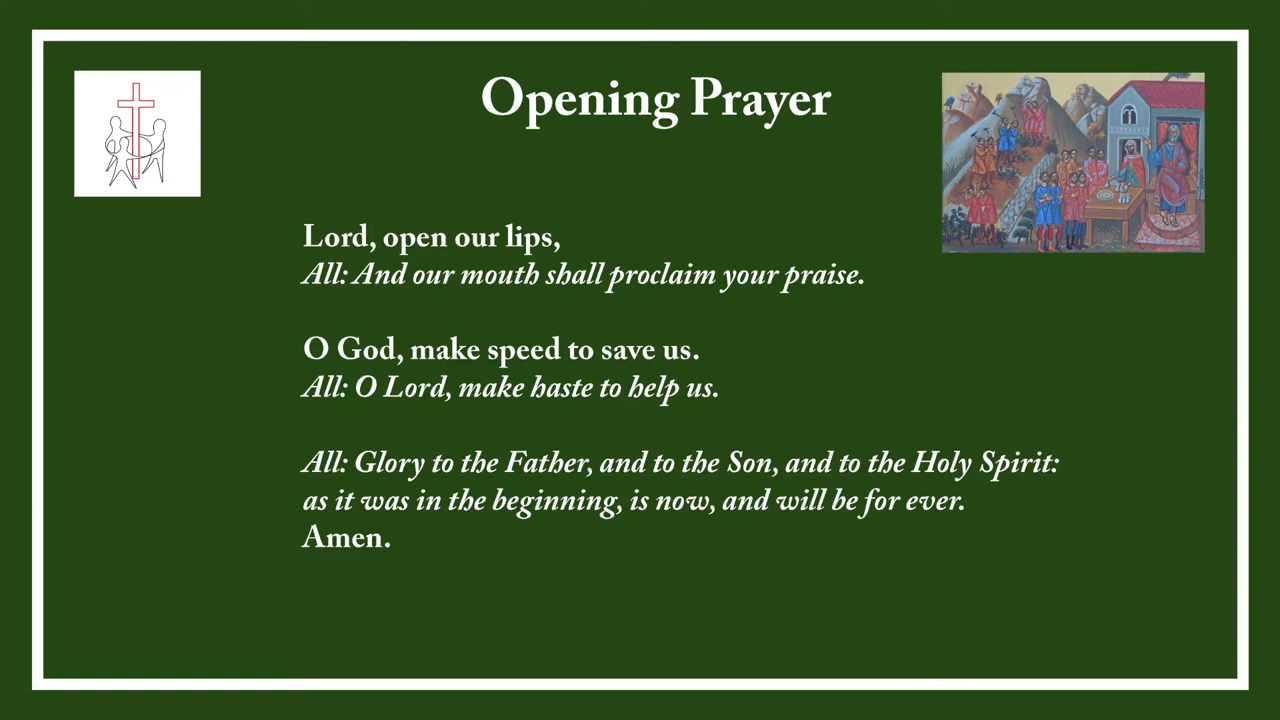 Opening Prayer
Lord, open our lips,
All: And our mouth shall proclaim your praise.
O God, make speed to save us.
All: O Lord, make haste to help us.
All: Glory to the Father, and to the Son, and to the Holy Spirit:
as it was in the beginning, is now, and will be for ever.
Amen.